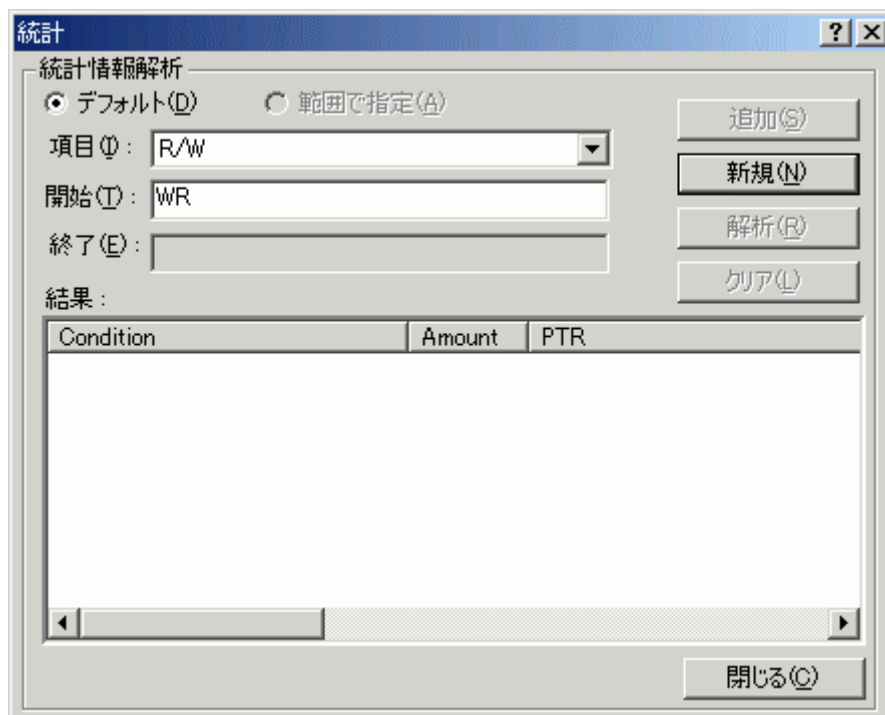 統計
統計情報解析
デフォルト(D) 範囲で指定(A)
追加(S)
項目(I): R/W
新規(N)
開始(T): WR
解析(R)
終了(E):
クリア(L)
結果:
Condition Amount PTR
閉じる(C)